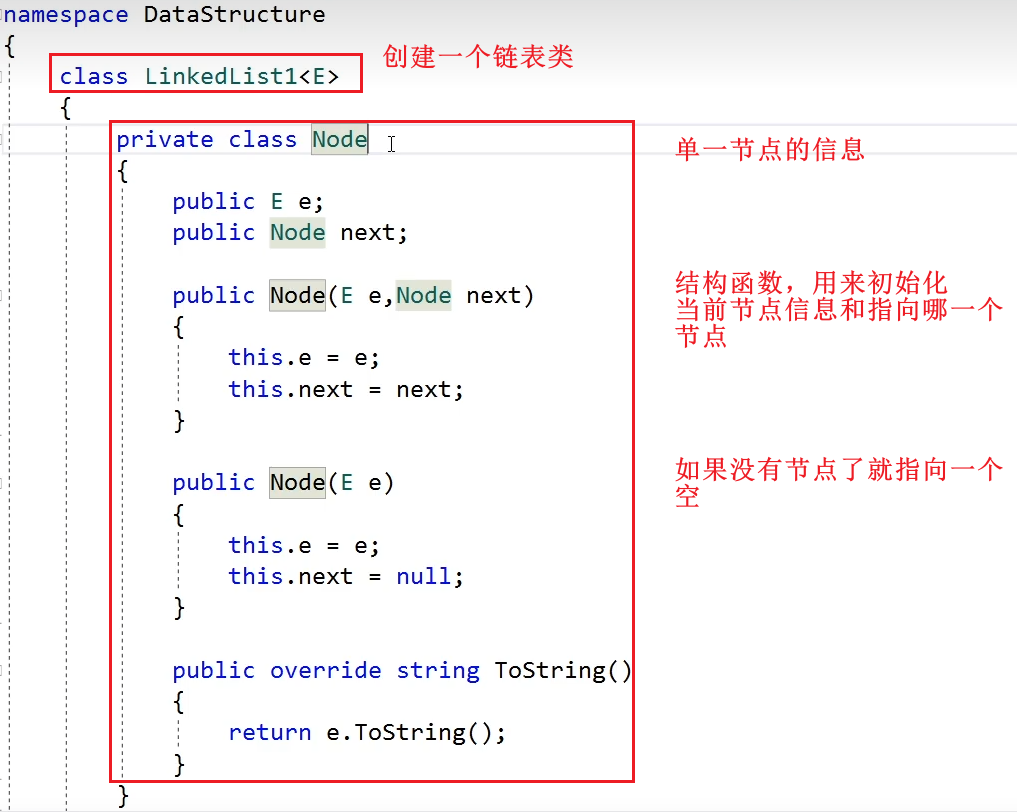 namespace DataStructure
{
class LinkedList1<E>
创建一个链表类
{
private class Node
单一节点的信息
{
public E e;
public Node next;
public Node(E e,Node next)
结构函数，用来初始化
当前节点信息和指向哪一个
节点
{
this.e = e;
this.next = next;
}
public Node(E e)
如果没有节点了就指向一个
空
{
this.e = e;
this.next = null;
}
public override string ToString()
{
return e.ToString();
}
}